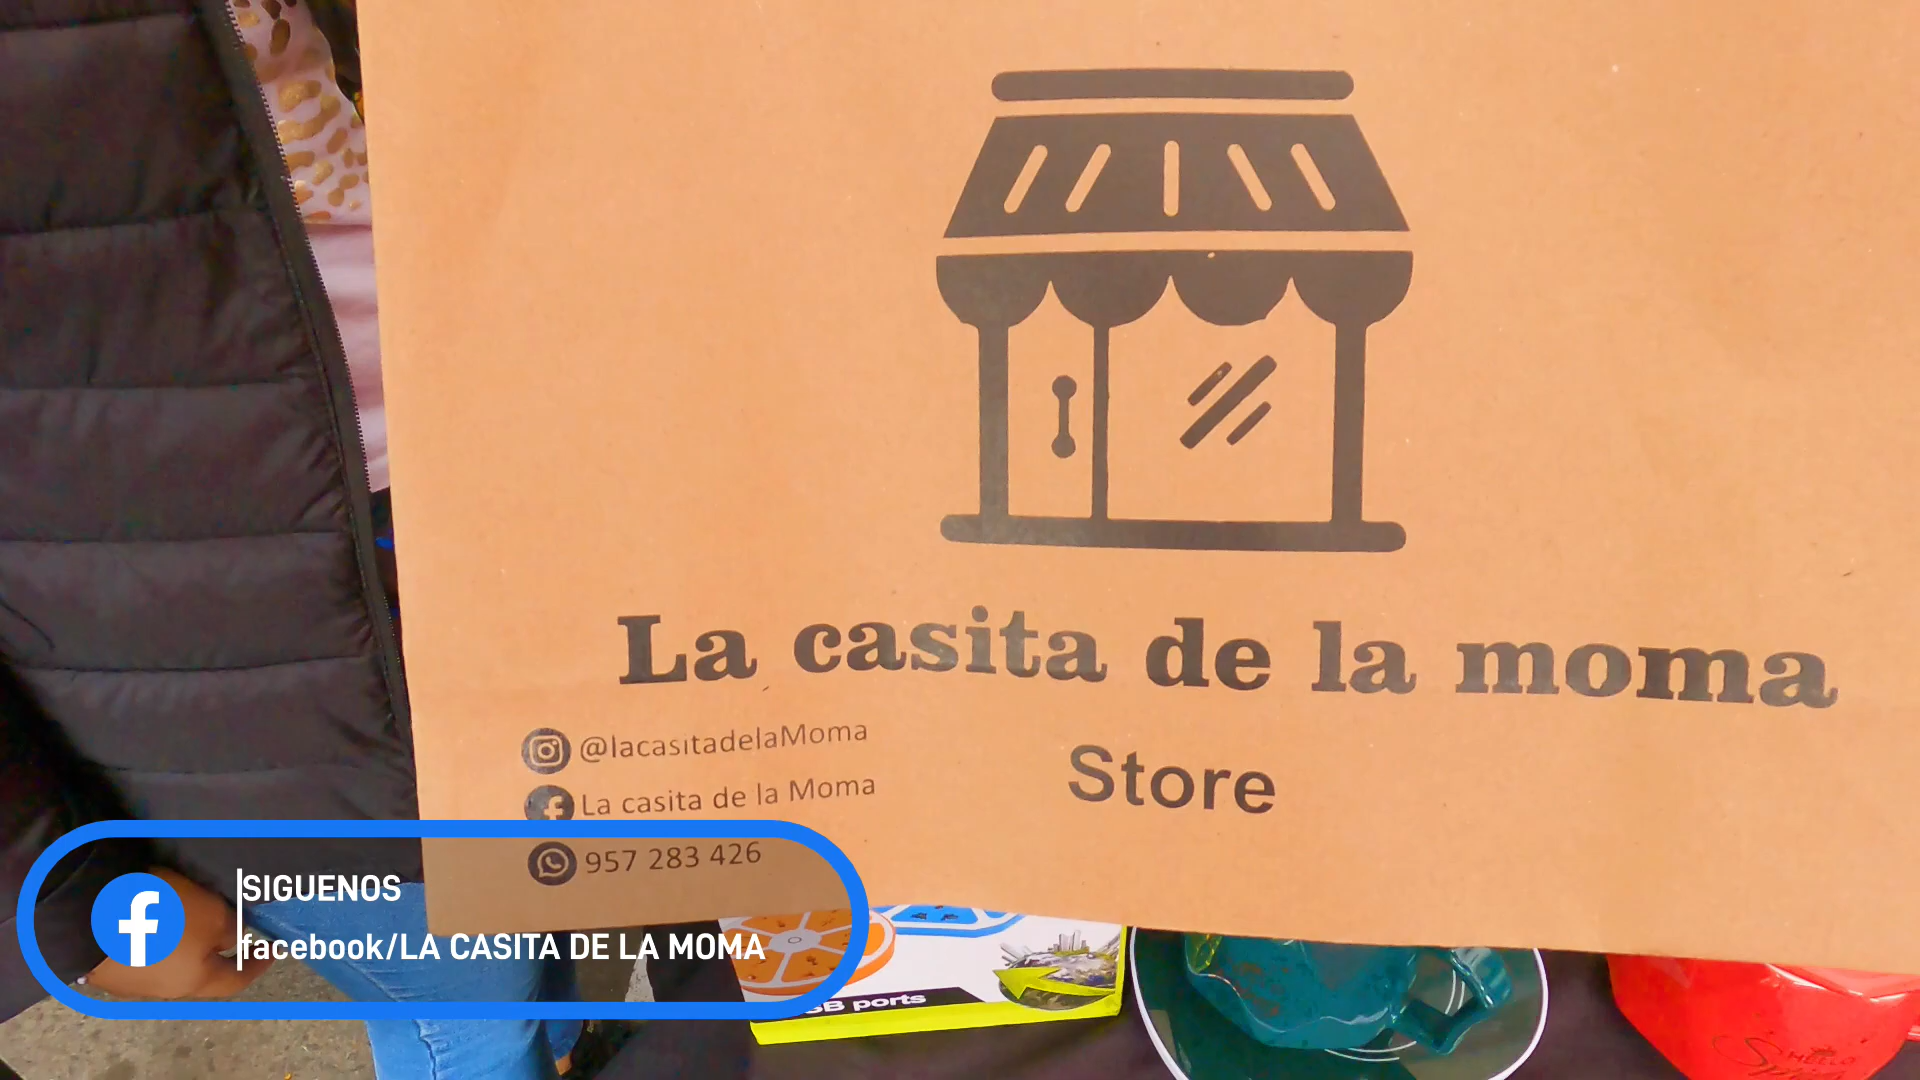 La casita de la moma
Store
@lacasitadelaMoma
La casita de la Moma
957 283 426
SIGUENOS
facebook/LA CASITA DE LA MOMA
ports